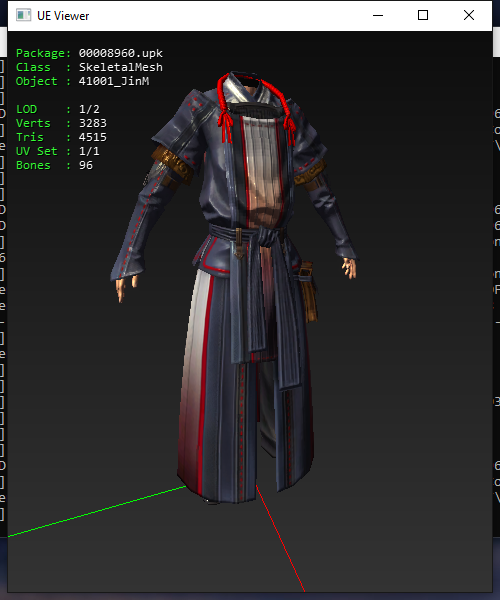 UE Viewer
Package: 00008960.upk
Class : SkeletalMesh
Object : 41001_JinM
LOD : 1/2
Verts : 3283
Tris : 4515
UV Set : 1/1
Bones : 96